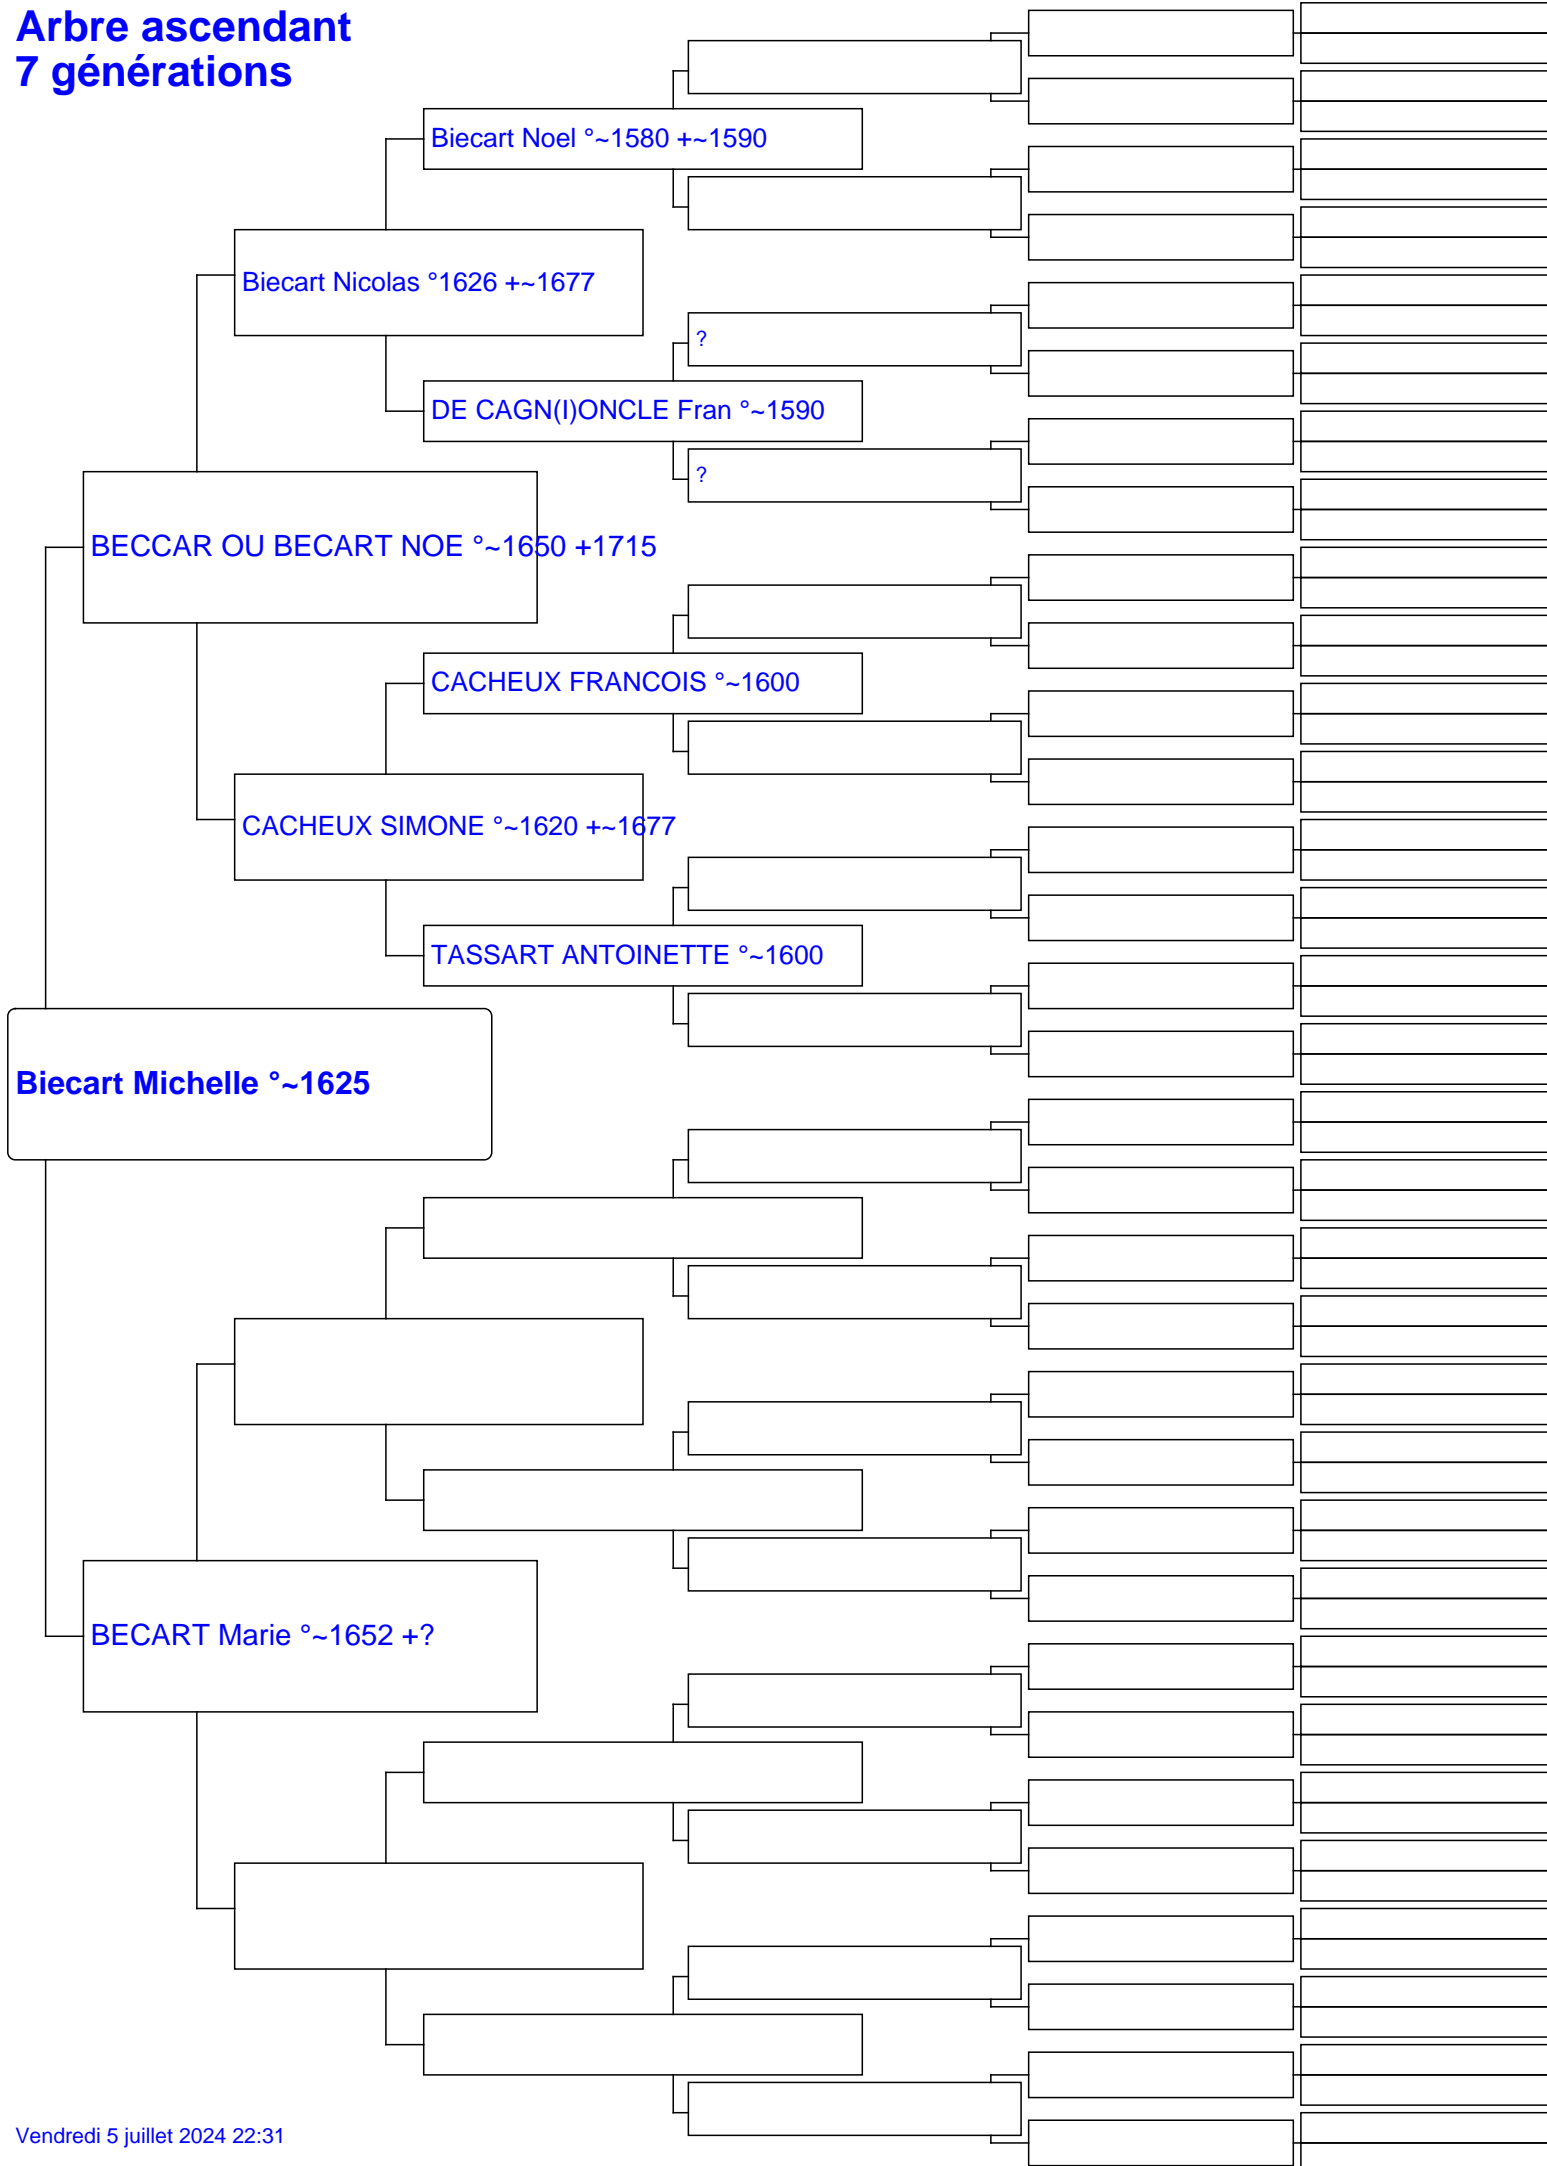 Arbre ascendant
7 générations
Biecart Noel °~1580 +~1590
Biecart Nicolas °1626 +~1677
?
DE CAGN(I)ONCLE Fran °~1590
?
BECCAR OU BECART NOE °~1650 +1715
CACHEUX FRANCOIS °~1600
CACHEUX SIMONE °~1620 +~1677
TASSART ANTOINETTE °~1600
Biecart Michelle °~1625
BECART Marie °~1652 +?
Vendredi 5 juillet 2024 22:31